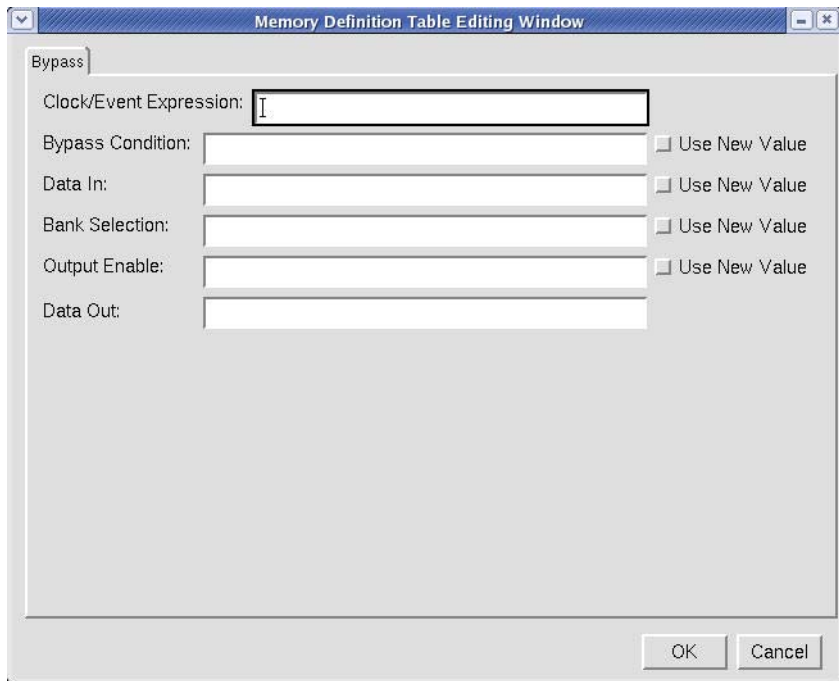 Memory Definition Table Editing Window
Bypass
Clock/Event Expression:
Bypass Condition: Use New Value
Data In: Use New Value
Bank Selection: Use New Value
Output Enable: Use New Value
Data Out:
OK Cancel